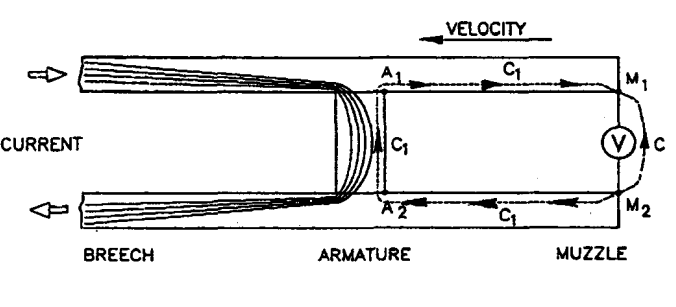 VELOCITY
A1 C1 M1
CURRENT C1 V C
A2 C1 M2
BREECH ARMATURE MUZZLE